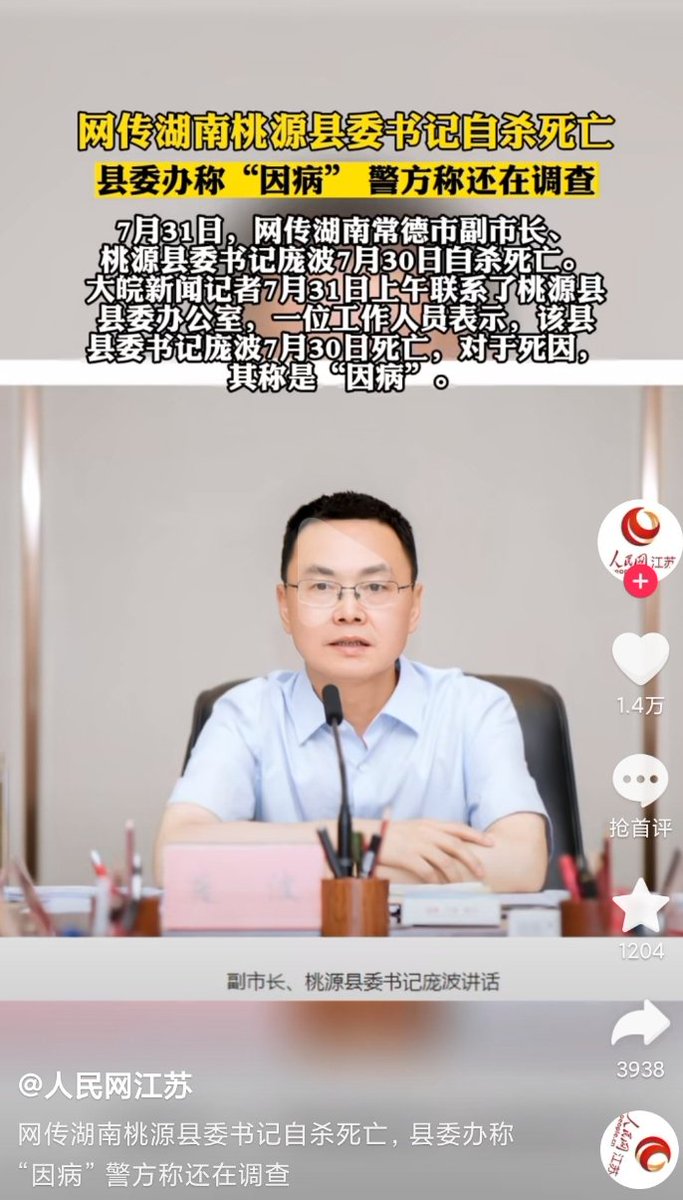 网传湖南桃源县委书记自杀死亡
县委办称“因病” 警方称还在调查
7月31日，网传湖南常德市副市长、
桃源县委书记庞波7月30日自杀死亡。
大皖新闻记者7月31日上午联系了桃源县
县委办公室，一位工作人员表示，该县
县委书记庞波7月30日死亡，对于死因，
其称是“因病”。
人民网江苏
1.4万
抢首评
1204
副市长、桃源县委书记庞波讲话
3938
@人民网江苏
网传湖南桃源县委书记自杀死亡，县委办称
“因病”警方称还在调查
人民网江苏